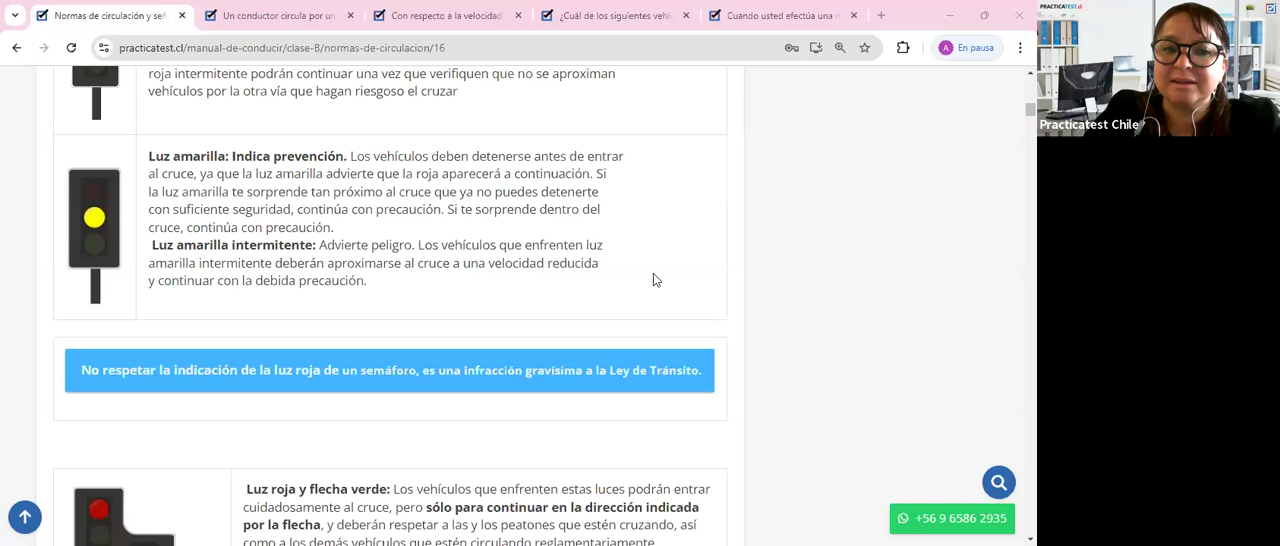 Normas de circulación y señ
Un conductor circula por un
Con respecto a la velocidad
¿Cuál de los siguientes vehí
Cuando usted efectúa una
practicatest.cl/manual-de-conducir/clase-B/normas-de-circulacion/16
A En pausa
PRACTICATEST.cl
Practicatest Chile
roja intermitente podrán continuar una vez que verifiquen que no se aproximan
vehículos por la otra vía que hagan riesgoso el cruzar
Luz amarilla: Indica prevención. Los vehículos deben detenerse antes de entrar
al cruce, ya que la luz amarilla advierte que la roja aparecerá a continuación. Si
la luz amarilla te sorprende tan próximo al cruce que ya no puedes detenerte
con suficiente seguridad, continúa con precaución. Si te sorprende dentro del
cruce, continúa con precaución.
Luz amarilla intermitente: Advierte peligro. Los vehículos que enfrenten luz
amarilla intermitente deberán aproximarse al cruce a una velocidad reducida
y continuar con la debida precaución.
No respetar la indicación de la luz roja de un semáforo, es una infracción gravísima a la Ley de Tránsito.
Luz roja y flecha verde: Los vehículos que enfrenten estas luces podrán entrar
cuidadosamente al cruce, pero sólo para continuar en la dirección indicada
por la flecha, y deberán respetar a las y los peatones que estén cruzando, así
como a los demás vehículos que estén circulando reglamentariamente
+56 9 6586 2935